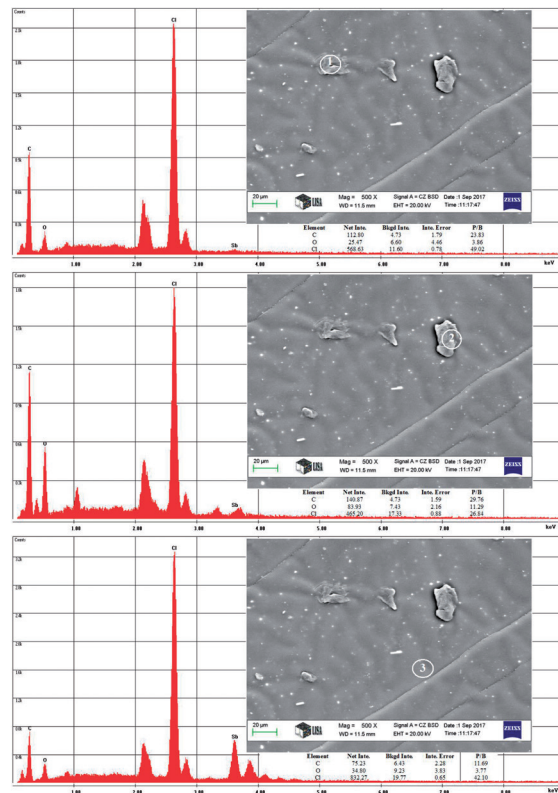 Counts
Cl
C
O
Sb
0.00 1.00 2.00 3.00 4.00 5.00 6.00 7.00 8.00 keV
1
20 µm
USA
Mag = 500 X
WD = 11.5 mm
Signal A = CZ BSD
EHT = 20.00 kV
Date :1 Sep 2017
Time :11:17:47
ZEISS
Element Net Inte. Bkgd Inte. Inte. Error P/B
C 112.80 4.73 1.79 23.83
O 25.47 6.60 4.46 3.86
Cl 568.63 11.60 0.78 49.02
Counts
Cl
C
O
Sb
0.00 1.00 2.00 3.00 4.00 5.00 6.00 7.00 8.00 keV
2
20 µm
USA
Mag = 500 X
WD = 11.5 mm
Signal A = CZ BSD
EHT = 20.00 kV
Date :1 Sep 2017
Time :11:17:47
ZEISS
Element Net Inte. Bkgd Inte. Inte. Error P/B
C 140.87 4.73 1.59 29.76
O 83.93 7.43 2.16 11.29
Cl 465.20 17.33 0.88 26.84
Counts
Cl
C
O
Sb
0.00 1.00 2.00 3.00 4.00 5.00 6.00 7.00 8.00 keV
3
20 µm
USA
Mag = 500 X
WD = 11.5 mm
Signal A = CZ BSD
EHT = 20.00 kV
Date :1 Sep 2017
Time :11:17:47
ZEISS
Element Net Inte. Bkgd Inte. Inte. Error P/B
C 75.23 6.43 2.28 11.69
O 34.80 9.23 3.83 3.77
Cl 832.27 19.77 0.65 42.10